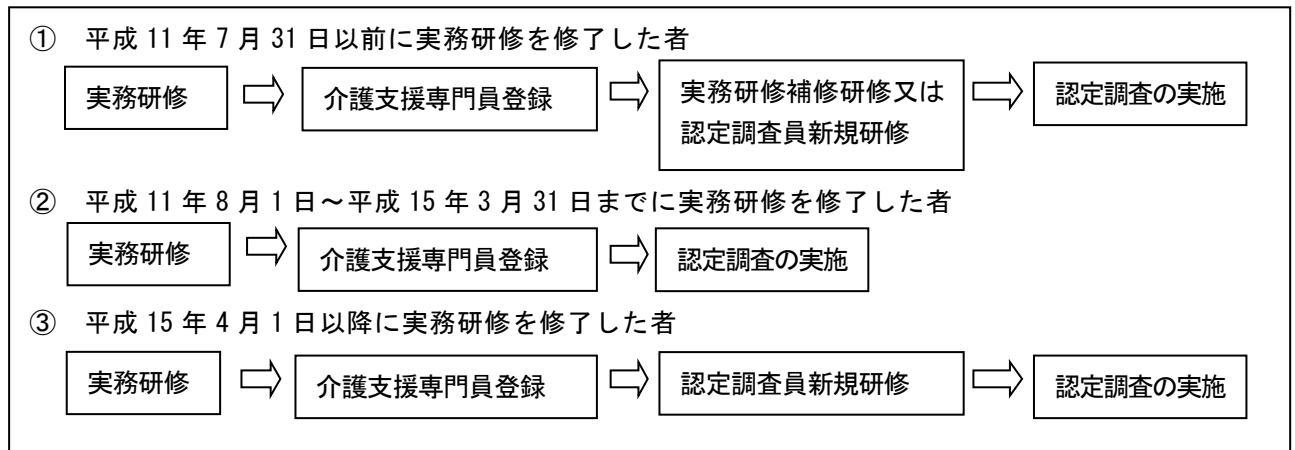 ① 平成 11 年 7 月 31 日以前に実務研修を修了した者
実務研修
介護支援専門員登録
実務研修補修研修又は
認定調査員新規研修
認定調査の実施
② 平成 11 年 8 月 1 日～平成 15 年 3 月 31 日までに実務研修を修了した者
実務研修
介護支援専門員登録
認定調査の実施
③ 平成 15 年 4 月 1 日以降に実務研修を修了した者
実務研修
介護支援専門員登録
認定調査員新規研修
認定調査の実施